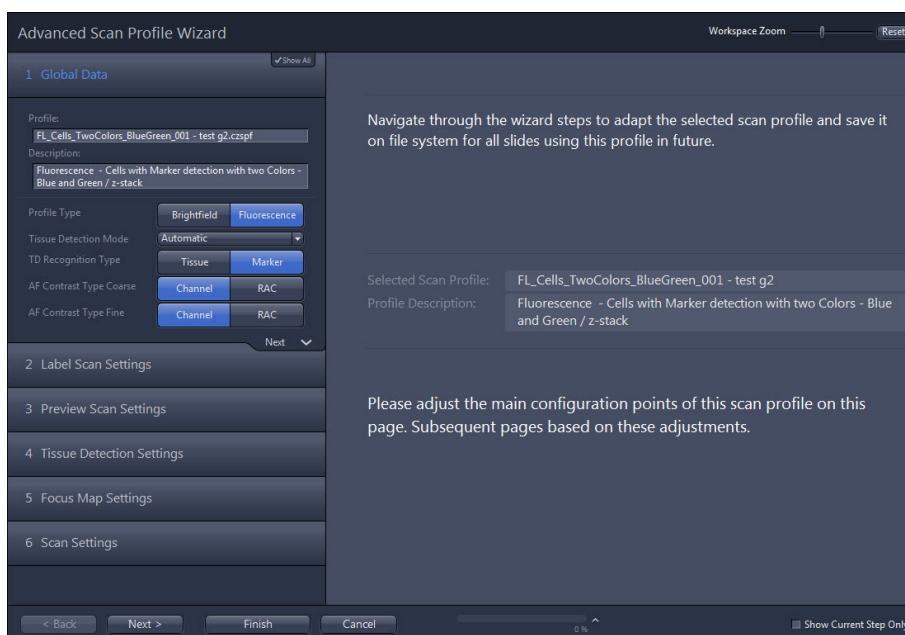 Advanced Scan Profile Wizard
Workspace Zoom
Reset
Show All
1 Global Data
Profile:
FL_Cells_TwoColors_BlueGreen_001 - test g2.czspf
Description:
Fluorescence - Cells with Marker detection with two Colors -
Blue and Green / z-stack
Profile Type Brightfield Fluorescence
Tissue Detection Mode Automatic
TD Recognition Type Tissue Marker
AF Contrast Type Coarse Channel RAC
AF Contrast Type Fine Channel RAC
Next
2 Label Scan Settings
3 Preview Scan Settings
4 Tissue Detection Settings
5 Focus Map Settings
6 Scan Settings
Navigate through the wizard steps to adapt the selected scan profile and save it
on file system for all slides using this profile in future.
Selected Scan Profile: FL_Cells_TwoColors_BlueGreen_001 - test g2
Profile Description: Fluorescence - Cells with Marker detection with two Colors - Blue
and Green / z-stack
Please adjust the main configuration points of this scan profile on this
page. Subsequent pages based on these adjustments.
< Back Next > Finish Cancel 0 % Show Current Step Only